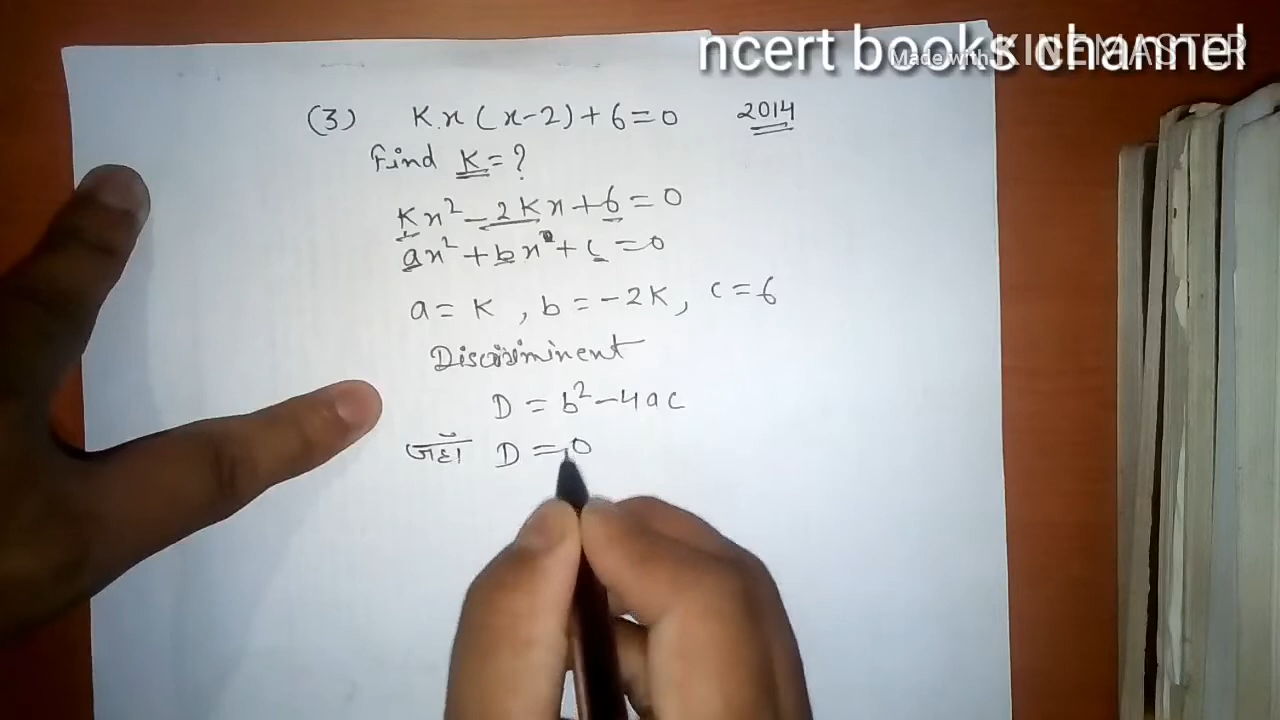 ncert books channel
Made with KINEMASTER
(3) K.x(x-2)+6=0 2014
Find K=?
Kx²-2Kx+6=0
ax²+bx+c=0
a=K, b=-2K, c=6
Discriminent
D=b²-4ac
जहाँ D=0